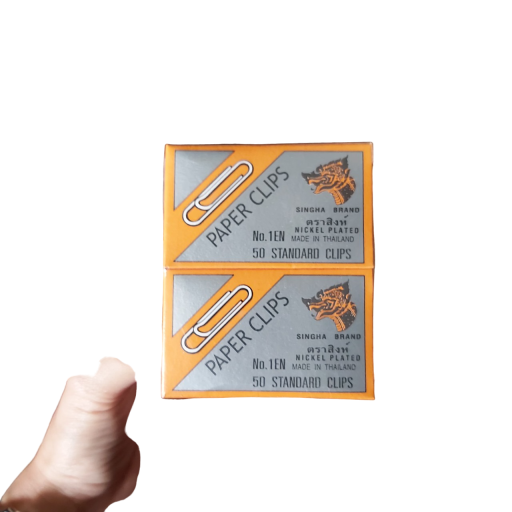 PAPER CLIPS
SINGHA BRAND
ตราสิงห์
NICKEL PLATED
No.1EN MADE IN THAILAND
50 STANDARD CLIPS
PAPER CLIPS
SINGHA BRAND
ตราสิงห์
NICKEL PLATED
No.1EN MADE IN THAILAND
50 STANDARD CLIPS